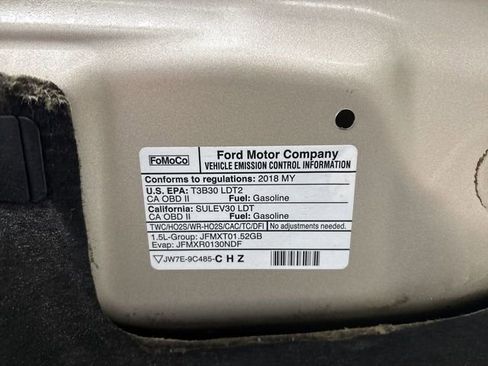 FoMoCo
Ford Motor Company
VEHICLE EMISSION CONTROL INFORMATION
Conforms to regulations: 2018 MY
U.S. EPA: T3B30 LDT2
CA OBD II Fuel: Gasoline
California: SULEV30 LDT
CA OBD II Fuel: Gasoline
TWC/HO2S/WR-HO2S/CAC/TC/DFI No adjustments needed.
1.5L-Group: JFMXT01.52GB
Evap: JFMXR0130NDF
▽JW7E-9C485-C H Z